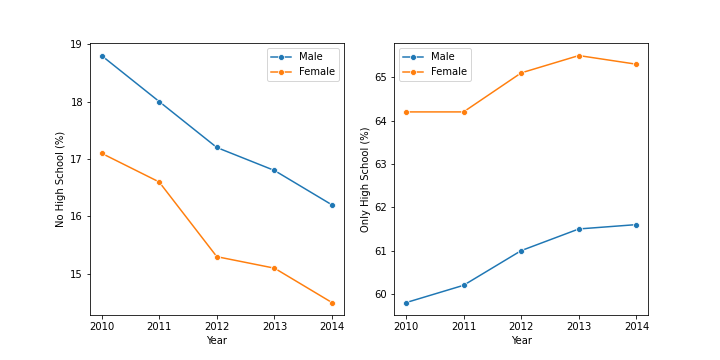 19
18
17
16
15
No High School (%)
Male
Female
2010 2011 2012 2013 2014
Year
65
64
63
62
61
60
Only High School (%)
Male
Female
2010 2011 2012 2013 2014
Year